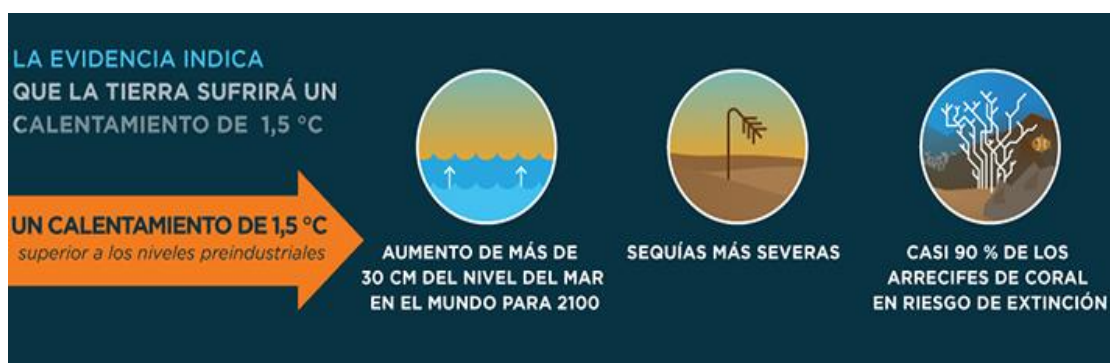 LA EVIDENCIA INDICA
QUE LA TIERRA SUFRIRÁ UN
CALENTAMIENTO DE 1,5 °C
UN CALENTAMIENTO DE 1,5 °C
superior a los niveles preindustriales
AUMENTO DE MÁS DE
30 CM DEL NIVEL DEL MAR
EN EL MUNDO PARA 2100
SEQUÍAS MÁS SEVERAS
CASI 90 % DE LOS
ARRECIFES DE CORAL
EN RIESGO DE EXTINCIÓN